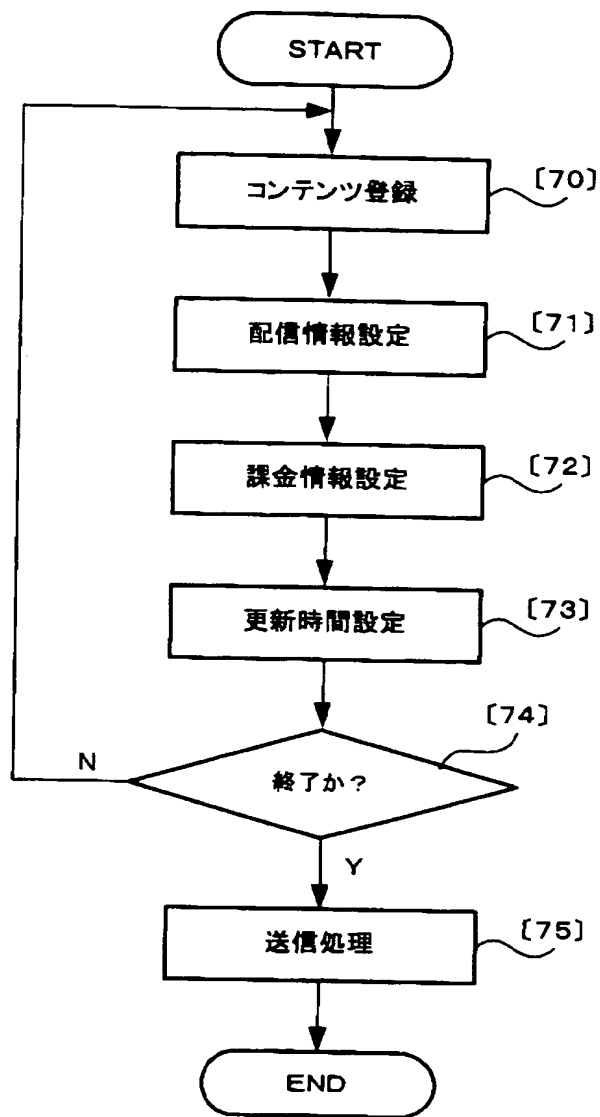 START
コンテンツ登録
〔70〕
配信情報設定
〔71〕
課金情報設定
〔72〕
更新時間設定
〔73〕
〔74〕
終了か？
N
Y
送信処理
〔75〕
END